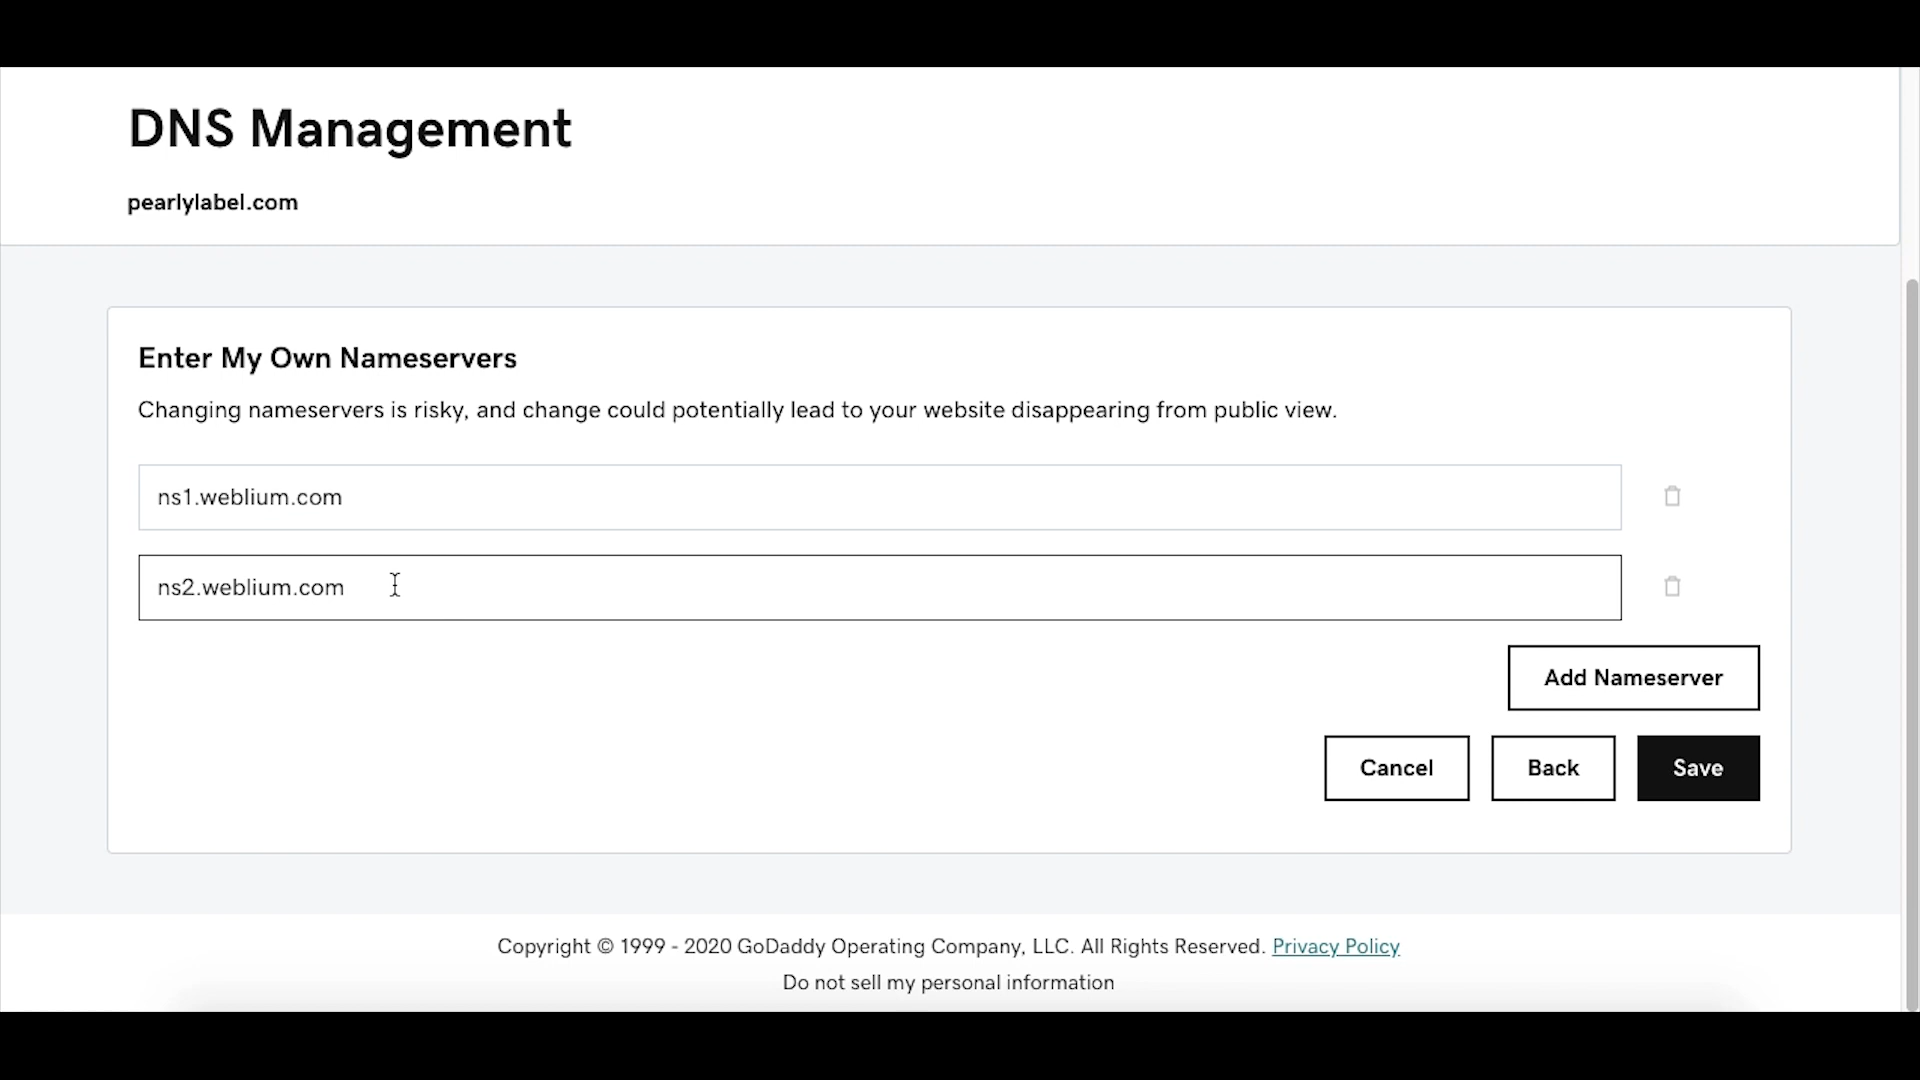 DNS Management
pearlylabel.com
Enter My Own Nameservers
Changing nameservers is risky, and change could potentially lead to your website disappearing from public view.
ns1.weblium.com
ns2.weblium.com
Add Nameserver
Cancel Back Save
Copyright © 1999 - 2020 GoDaddy Operating Company, LLC. All Rights Reserved. Privacy Policy
Do not sell my personal information